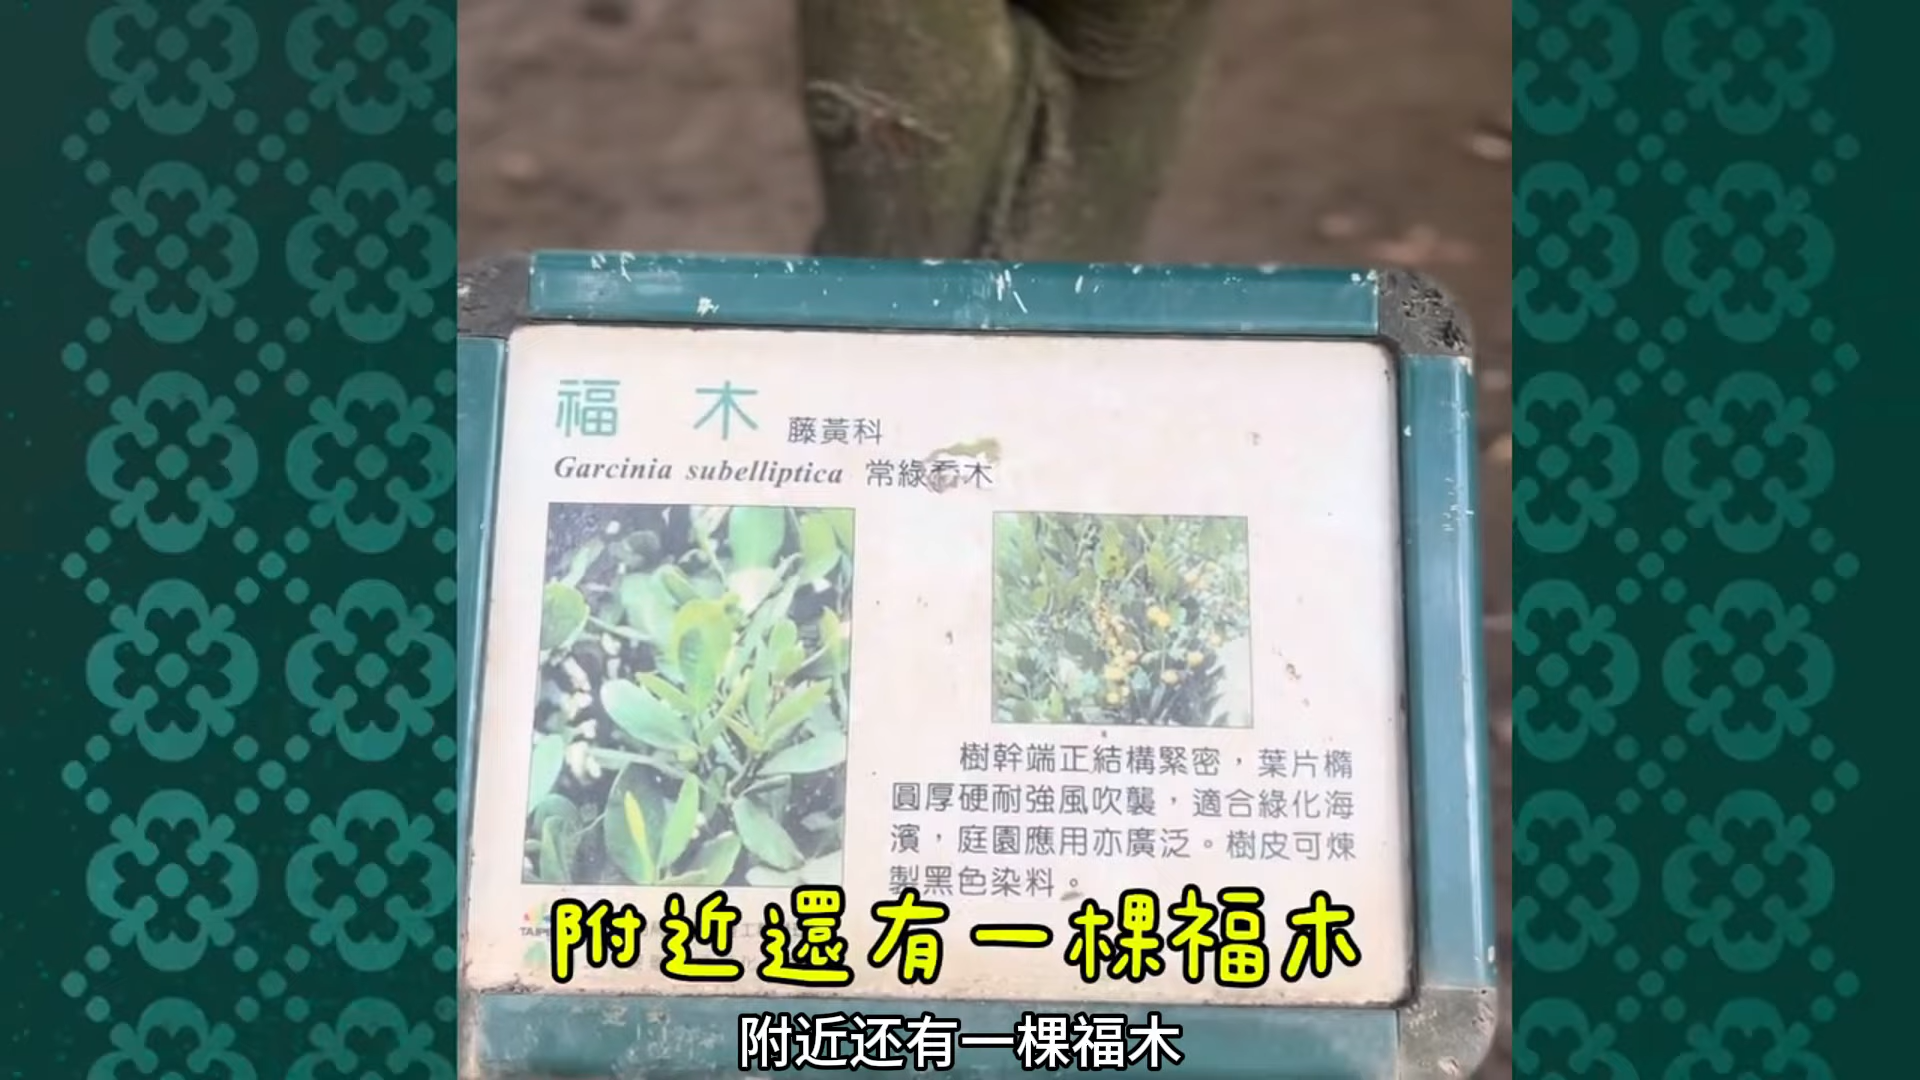 福 木 藤黃科
Garcinia subelliptica 常綠喬木
樹幹端正結構緊密，葉片橢
圓厚硬耐強風吹襲，適合綠化海
濱，庭園應用亦廣泛。樹皮可煉
製黑色染料。
附近還有一棵福木
附近还有一棵福木